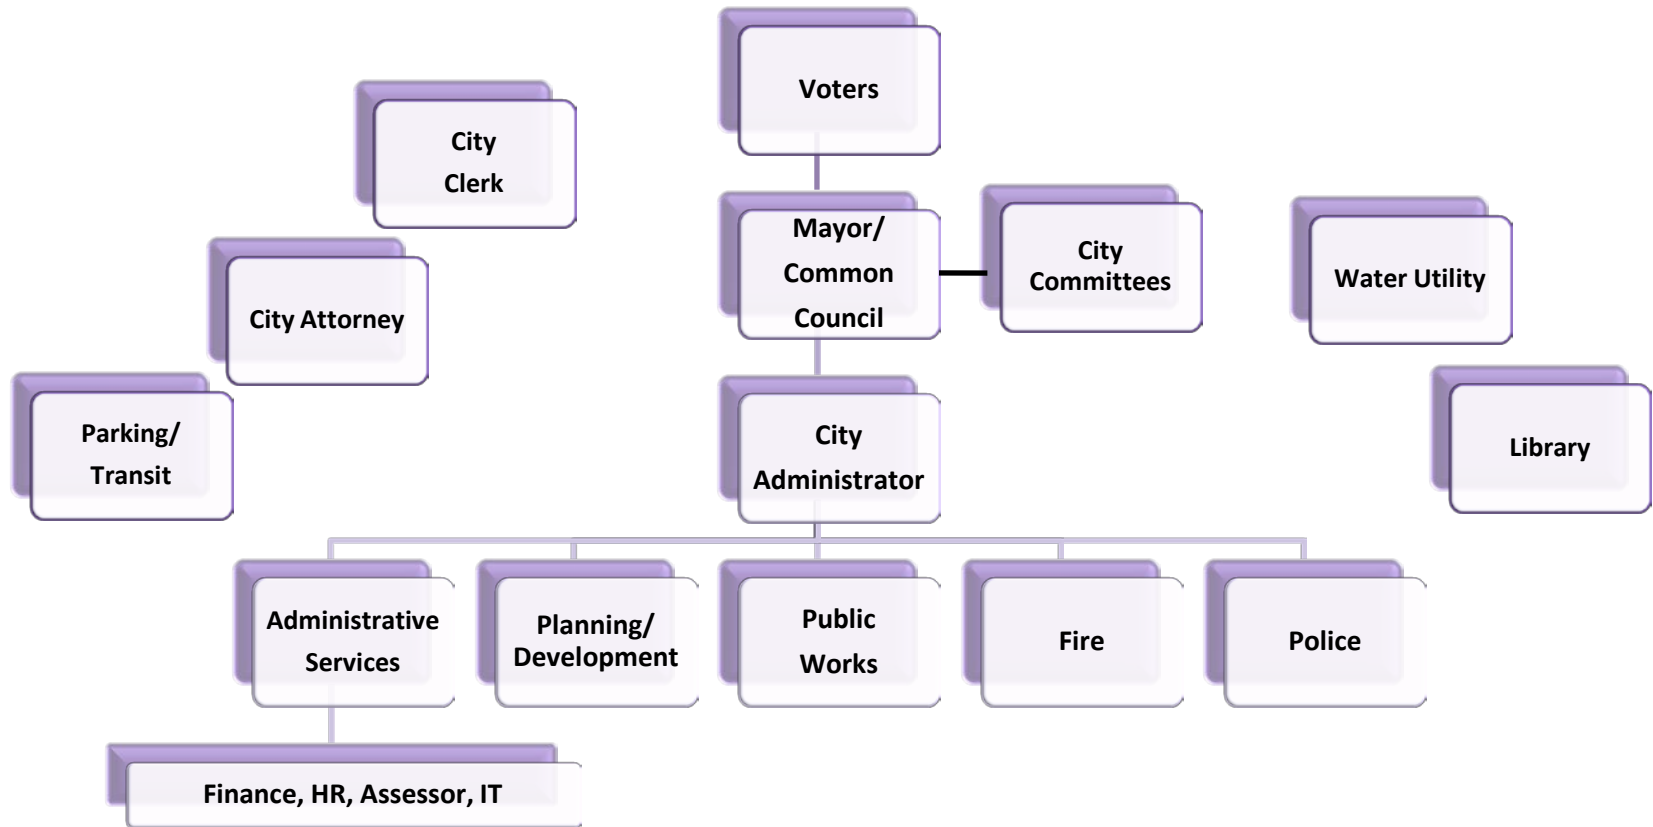 Voters
City
Clerk
Mayor/
Common
Council
City
Committees
Water Utility
City Attorney
Parking/
Transit
City
Administrator
Library
Administrative
Services
Planning/
Development
Public
Works
Fire
Police
Finance, HR, Assessor, IT